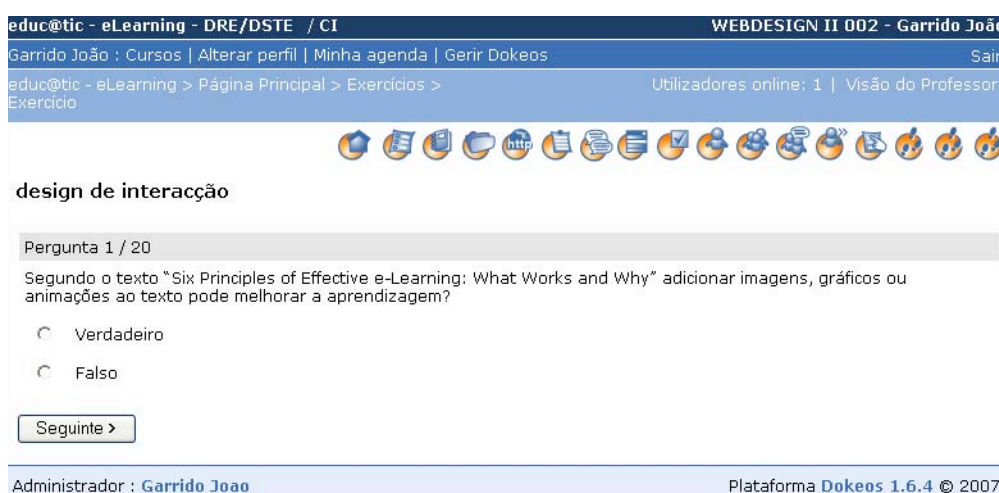 educ@tic - eLearning - DRE/DSTE / CI
WEBDESIGN II 002 - Garrido João
Garrido João : Cursos | Alterar perfil | Minha agenda | Gerir Dokeos
Sair
educ@tic - eLearning > Página Principal > Exercícios >
Exercício
Utilizadores online: 1 | Visão do Professor
http
design de interacção
Pergunta 1 / 20
Segundo o texto “Six Principles of Effective e-Learning: What Works and Why” adicionar imagens, gráficos ou
animações ao texto pode melhorar a aprendizagem?
Verdadeiro
Falso
Seguinte >
Administrador : Garrido Joao
Plataforma Dokeos 1.6.4 © 2007